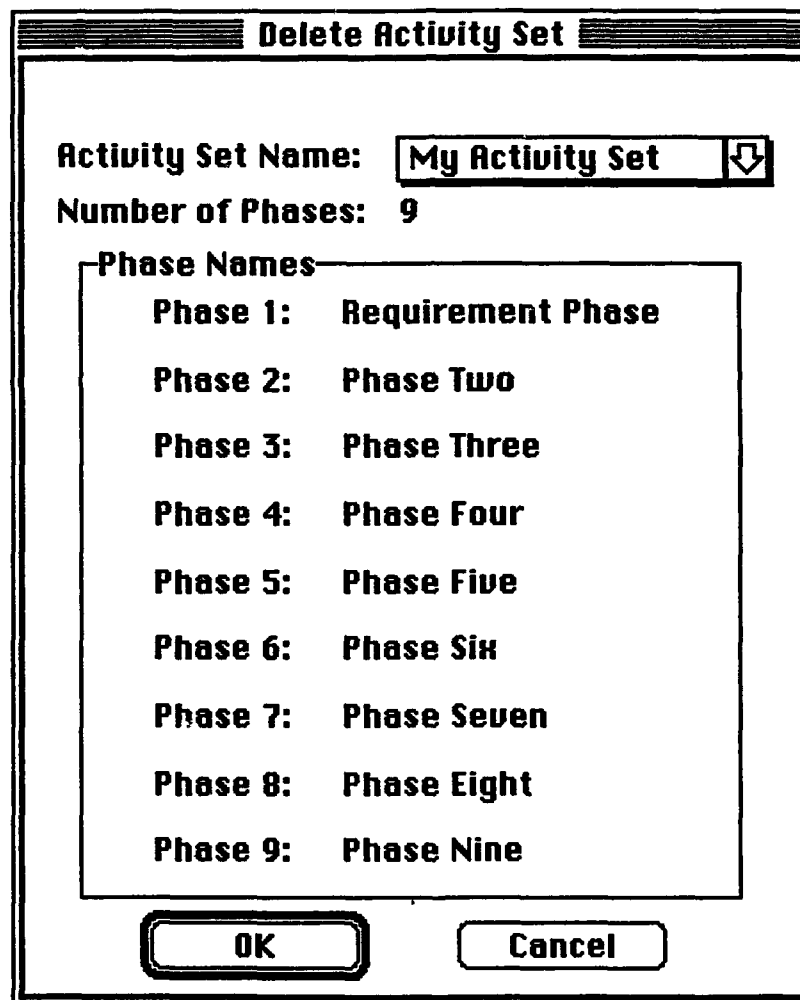 Delete Activity Set
Activity Set Name: My Activity Set
Number of Phases: 9
Phase Names
Phase 1: Requirement Phase
Phase 2: Phase Two
Phase 3: Phase Three
Phase 4: Phase Four
Phase 5: Phase Five
Phase 6: Phase Six
Phase 7: Phase Seven
Phase 8: Phase Eight
Phase 9: Phase Nine
OK Cancel